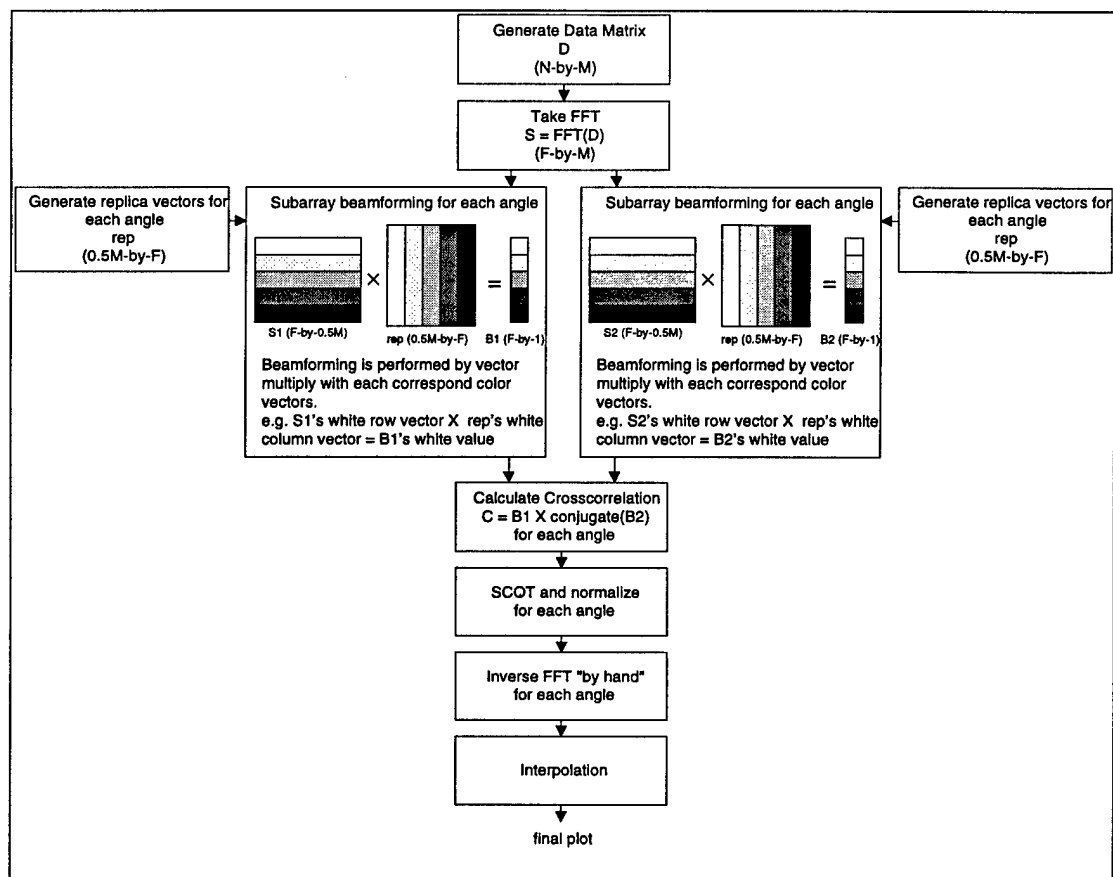 Generate Data Matrix
D
(N-by-M)
Take FFT
S = FFT(D)
(F-by-M)
Generate replica vectors for
each angle
rep
(0.5M-by-F)
Subarray beamforming for each angle
×
=
S1 (F-by-0.5M)
rep (0.5M-by-F)
B1 (F-by-1)
Beamforming is performed by vector
multiply with each correspond color
vectors.
e.g. S1's white row vector X rep's white
column vector = B1's white value
Subarray beamforming for each angle
×
=
S2 (F-by-0.5M)
rep (0.5M-by-F)
B2 (F-by-1)
Beamforming is performed by vector
multiply with each correspond color
vectors.
e.g. S2's white row vector X rep's white
column vector = B2's white value
Generate replica vectors for
each angle
rep
(0.5M-by-F)
Calculate Crosscorrelation
C = B1 X conjugate(B2)
for each angle
SCOT and normalize
for each angle
Inverse FFT "by hand"
for each angle
Interpolation
final plot